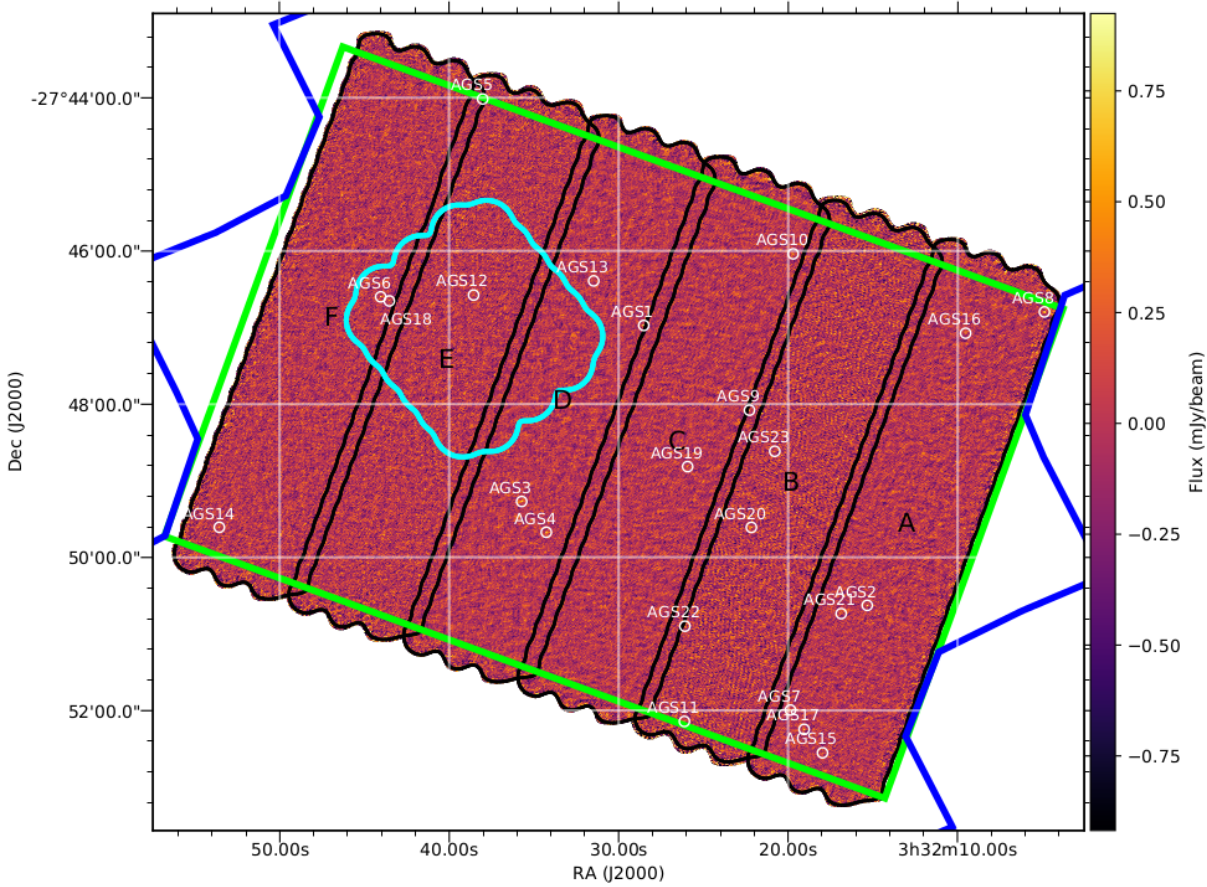 AGS5
-27°44'00.0"
0.75
0.50
AGS10
46'00.0"
AGS13
AGS6
AGS12
AGS8
0.25
AGS18
AGS1
AGS16
F
E
Dec (J2000)
48'00.0"
D
AGS9
0.00
Flux (mJy/beam)
C
AGS23
AGS19
B
AGS3
−0.25
AGS14
AGS4
AGS20
A
50'00.0"
AGS22
AGS21
AGS2
−0.50
AGS7
52'00.0"
AGS11
AGS17
AGS15
−0.75
50.00s
40.00s
30.00s
20.00s
3h32m10.00s
RA (J2000)